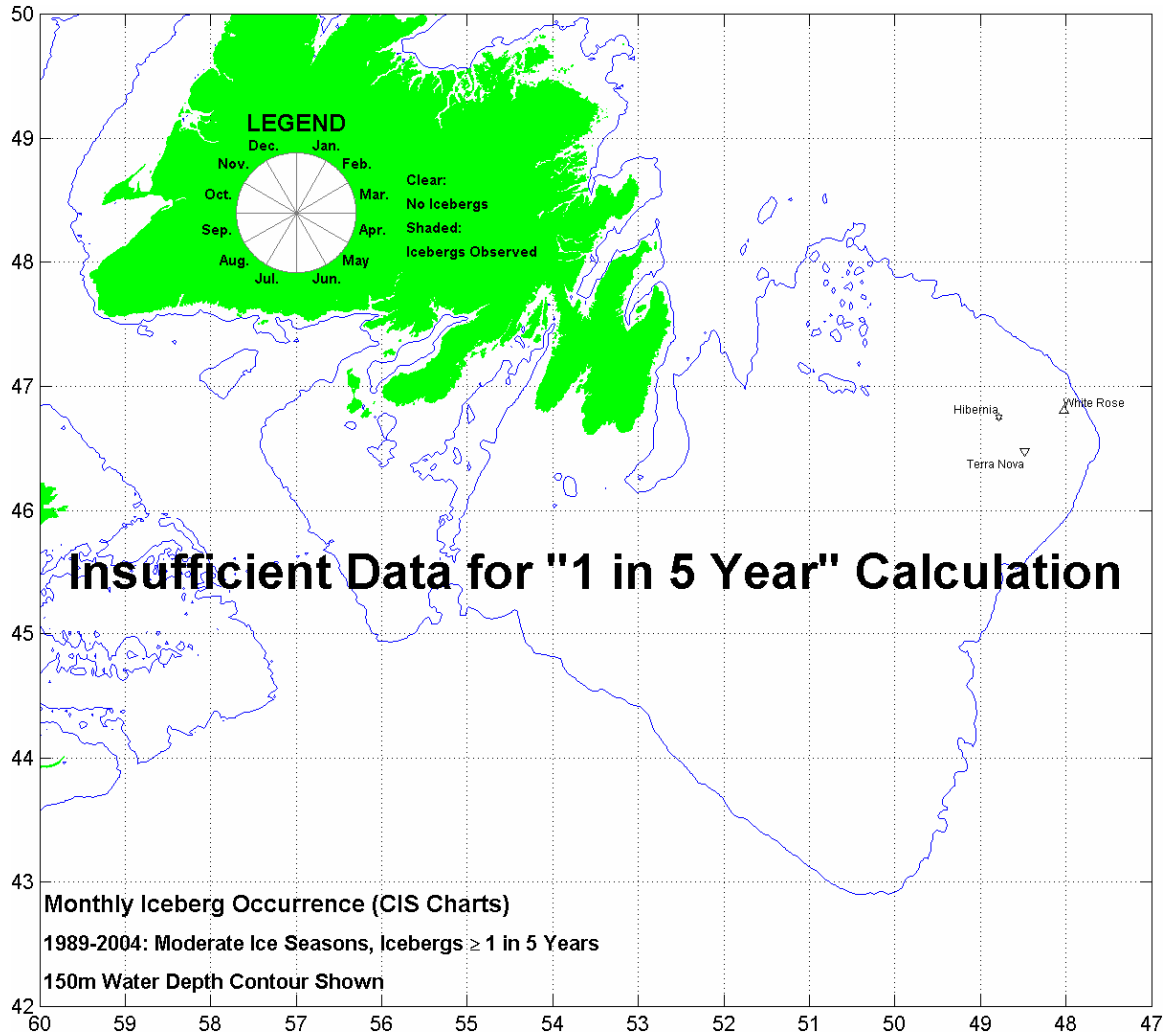 50
49
48
47
46
45
44
43
42
LEGEND
Dec. Jan.
Nov. Feb.
Oct. Mar.
Sep. Apr.
Aug. May
Jul. Jun.
Clear:
No Icebergs
Shaded:
Icebergs Observed
White Rose
Hibernia
Terra Nova
Insufficient Data for "1 in 5 Year" Calculation
Monthly Iceberg Occurrence (CIS Charts)
1989-2004: Moderate Ice Seasons, Icebergs ≥ 1 in 5 Years
150m Water Depth Contour Shown
60 59 58 57 56 55 54 53 52 51 50 49 48 47